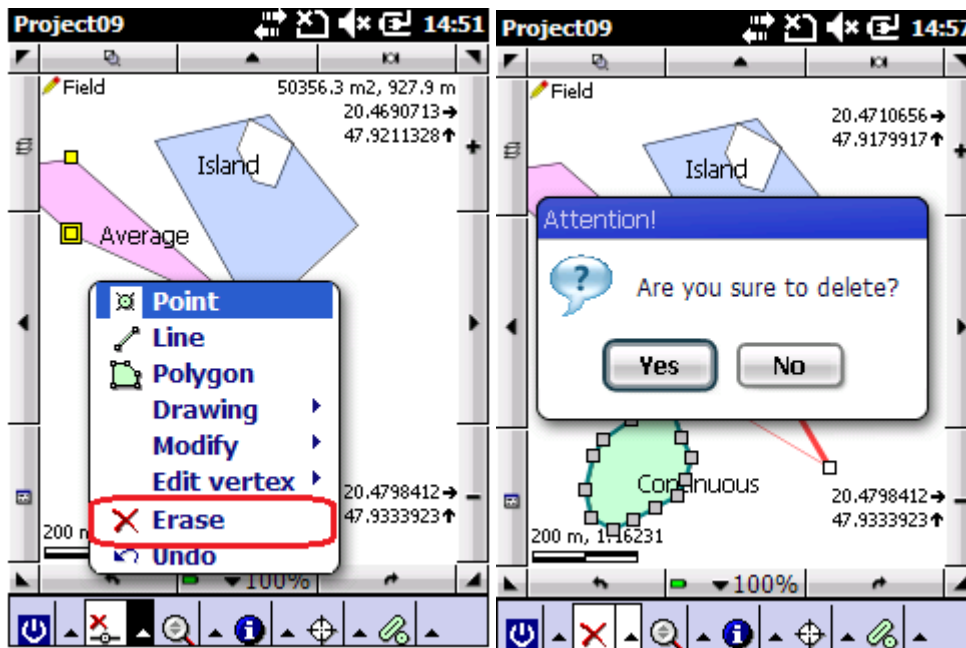 Project09 14:51
Field 50356.3 m2, 927.9 m
20.4690713
47.9211328
Island
Average
Point
Line
Polygon
Drawing
Modify
Edit vertex
Erase
Undo
20.4798412
47.9333923
200 m
100%
Project09 14:57
Field
20.4710656
47.9179917
Island
Attention!
Are you sure to delete?
Yes No
Continuous
20.4798412
47.9333923
200 m, 1:16231
100%